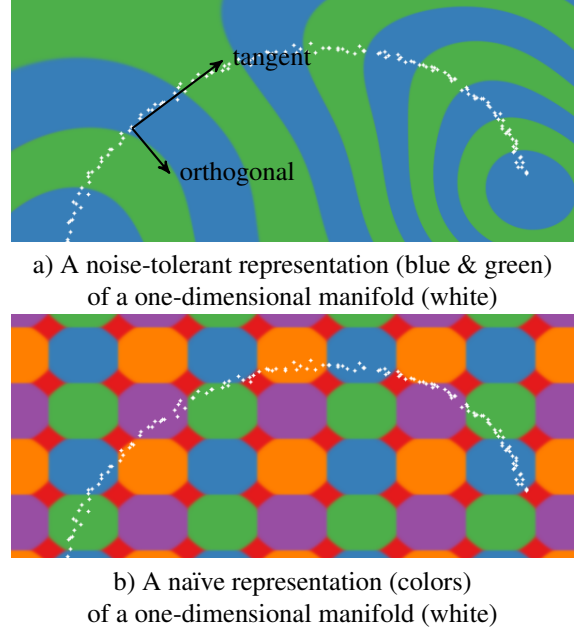 tangent
orthogonal
a) A noise-tolerant representation (blue & green)
of a one-dimensional manifold (white)
b) A naïve representation (colors)
of a one-dimensional manifold (white)